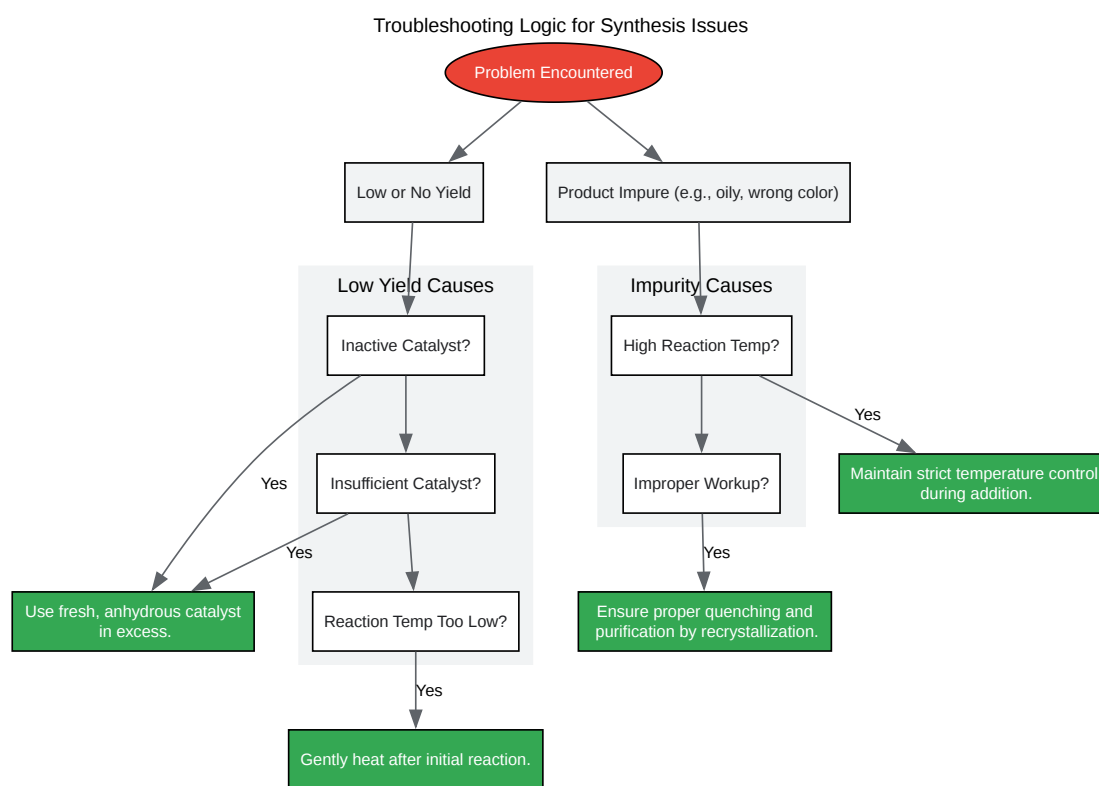 Troubleshooting Logic for Synthesis Issues
Problem Encountered
Low or No Yield
Product Impure (e.g., oily, wrong color)
Low Yield Causes
Impurity Causes
Inactive Catalyst?
High Reaction Temp?
Yes
Maintain strict temperature control
during addition.
Yes
Insufficient Catalyst?
Improper Workup?
Yes
Yes
Use fresh, anhydrous catalyst
in excess.
Reaction Temp Too Low?
Ensure proper quenching and
purification by recrystallization.
Yes
Gently heat after initial reaction.